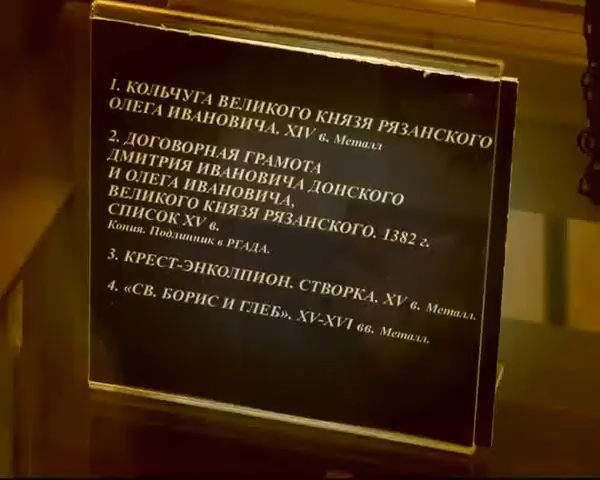 1. КОЛЬЧУГА ВЕЛИКОГО КНЯЗЯ РЯЗАНСКОГО
ОЛЕГА ИВАНОВИЧА. XIV в. Металл
2. ДОГОВОРНАЯ ГРАМОТА
ДМИТРИЯ ИВАНОВИЧА ДОНСКОГО
И ОЛЕГА ИВАНОВИЧА,
ВЕЛИКОГО КНЯЗЯ РЯЗАНСКОГО. 1382 г.
СПИСОК XV в.
Копия. Подлинник в РГАДА.
3. КРЕСТ-ЭНКОЛПИОН. СТВОРКА. XV в. Металл.
4. «СВ. БОРИС И ГЛЕБ». XV-XVI вв. Металл.